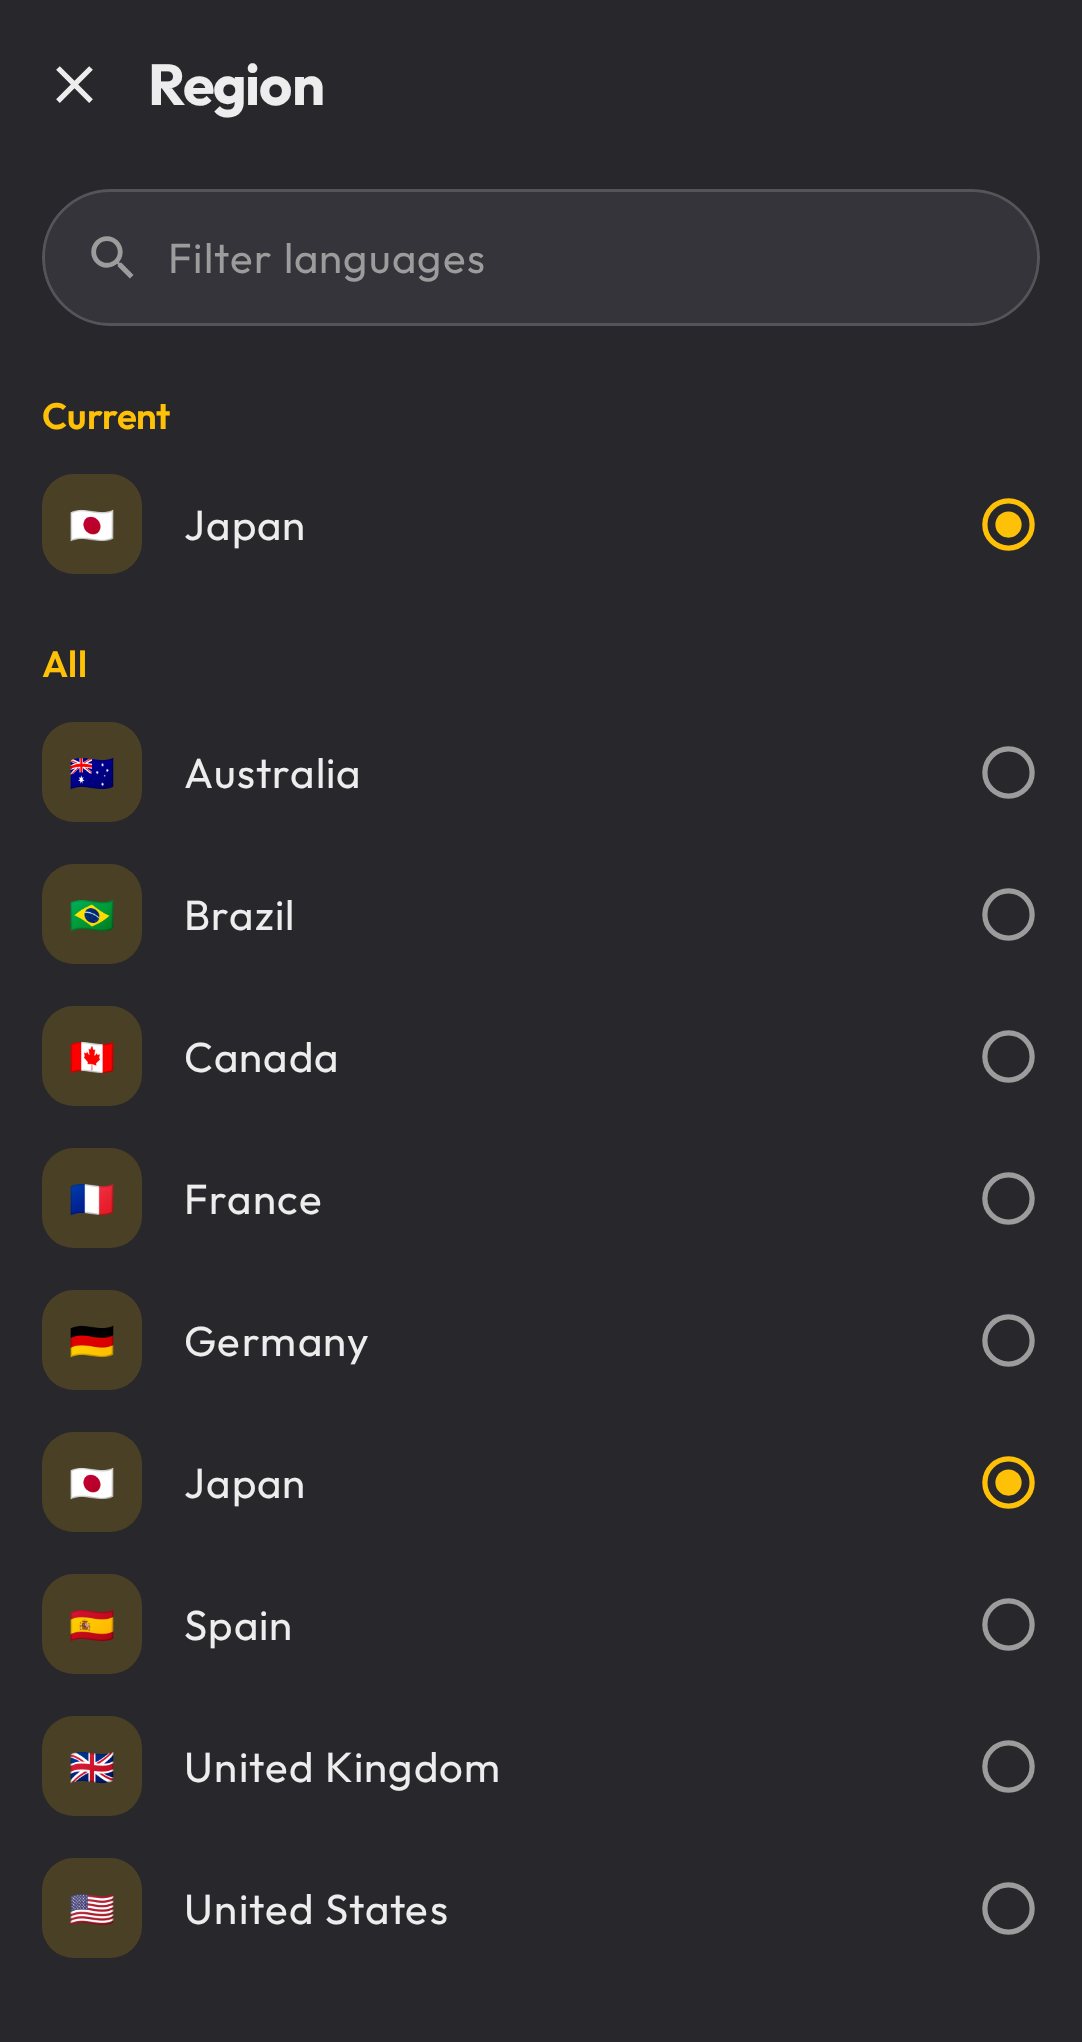 Region
Filter languages
Current
Japan
All
Australia
Brazil
Canada
France
Germany
Japan
Spain
United Kingdom
United States